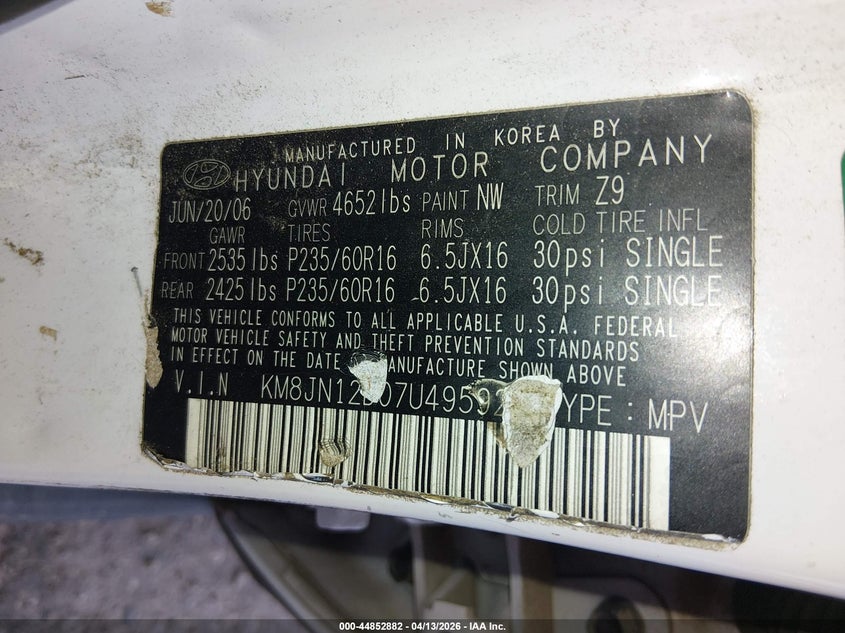 MANUFACTURED IN KOREA BY
HYUNDAI MOTOR COMPANY
JUN/20/06 GVWR 4652lbs PAINT NW TRIM Z9
GAWR TIRES RIMS COLD TIRE INFL
FRONT 2535lbs P235/60R16 6.5JX16 30psi SINGLE
REAR 2425lbs P235/60R16 6.5JX16 30psi SINGLE
THIS VEHICLE CONFORMS TO ALL APPLICABLE U.S.A. FEDERAL
MOTOR VEHICLE SAFETY AND THEFT PREVENTION STANDARDS
IN EFFECT ON THE DATE MANUFACTURE SHOWN ABOVE
V.I.N : MPV
000-44852882 - 04/13/2026 - IAA Inc.